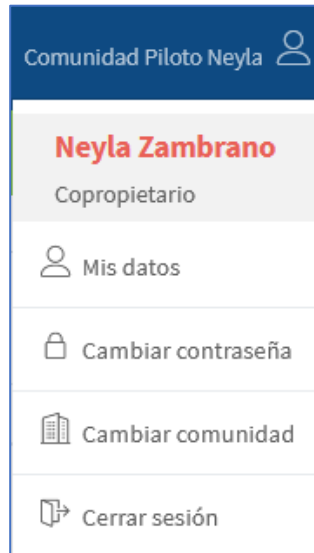 Comunidad Piloto Neyla
Neyla Zambrano
Copropietario
Mis datos
Cambiar contraseña
Cambiar comunidad
Cerrar sesión